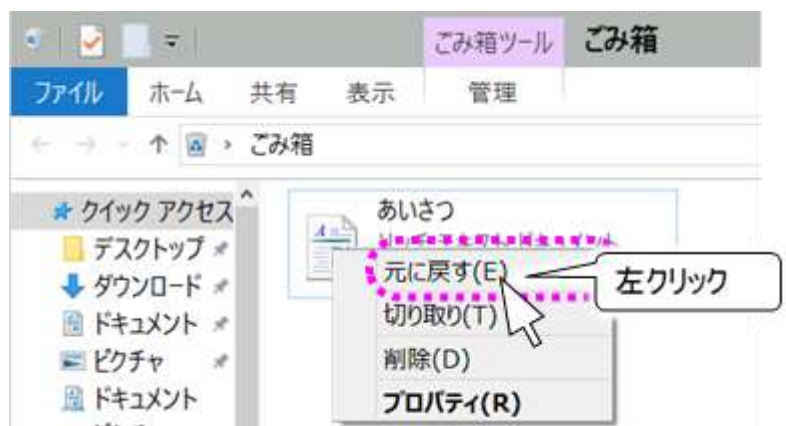 ごみ箱ツール ごみ箱
ファイル ホーム 共有 表示 管理
ごみ箱
クイック アクセス
デスクトップ
ダウンロード
ドキュメント
ピクチャ
ドキュメント
あいさつ
元に戻す(E)
切り取り(T)
削除(D)
プロパティ(R)
左クリック